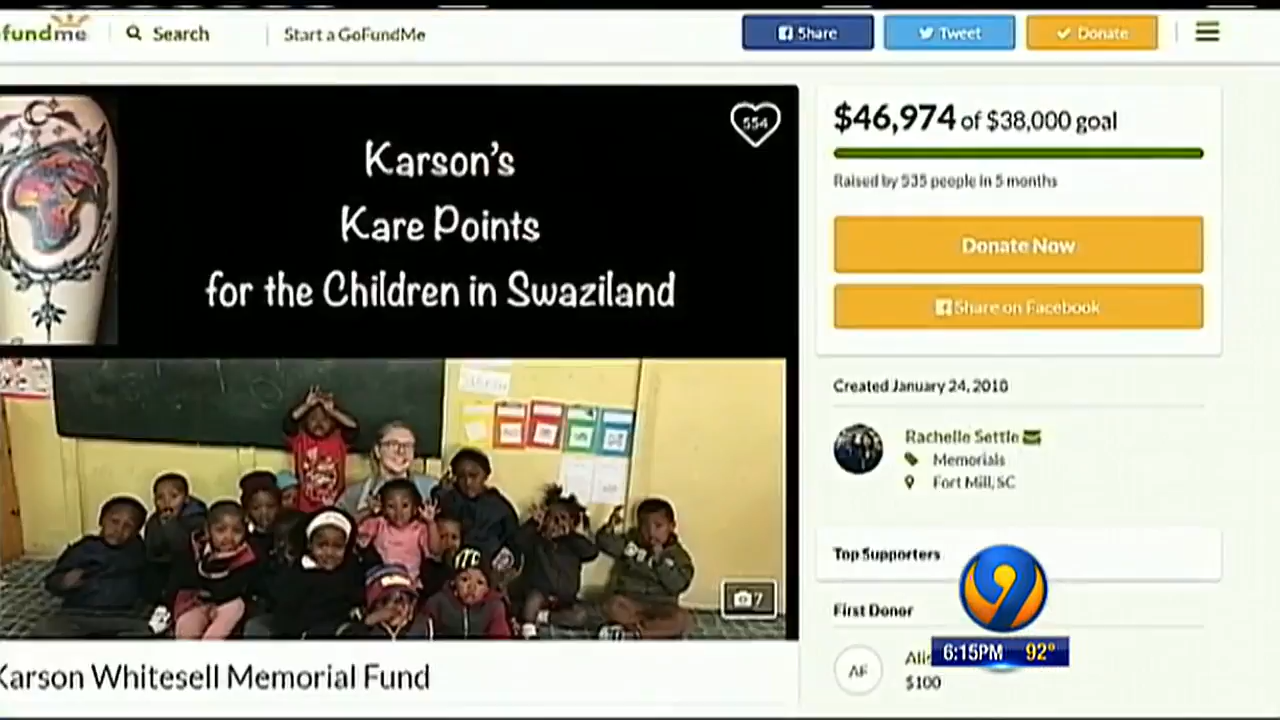 fundme
Search
Start a GoFundMe
Share
Tweet
Donate
554
Karson's
Kare Points
for the Children in Swaziland
7
Karson Whitesell Memorial Fund
$46,974 of $38,000 goal
Raised by 535 people in 5 months
Donate Now
Share on Facebook
Created January 24, 2018
Rachelle Settle
Memorials
Fort Mill, SC
Top Supporters
First Donor
AF
$100
9
6:15PM 92°